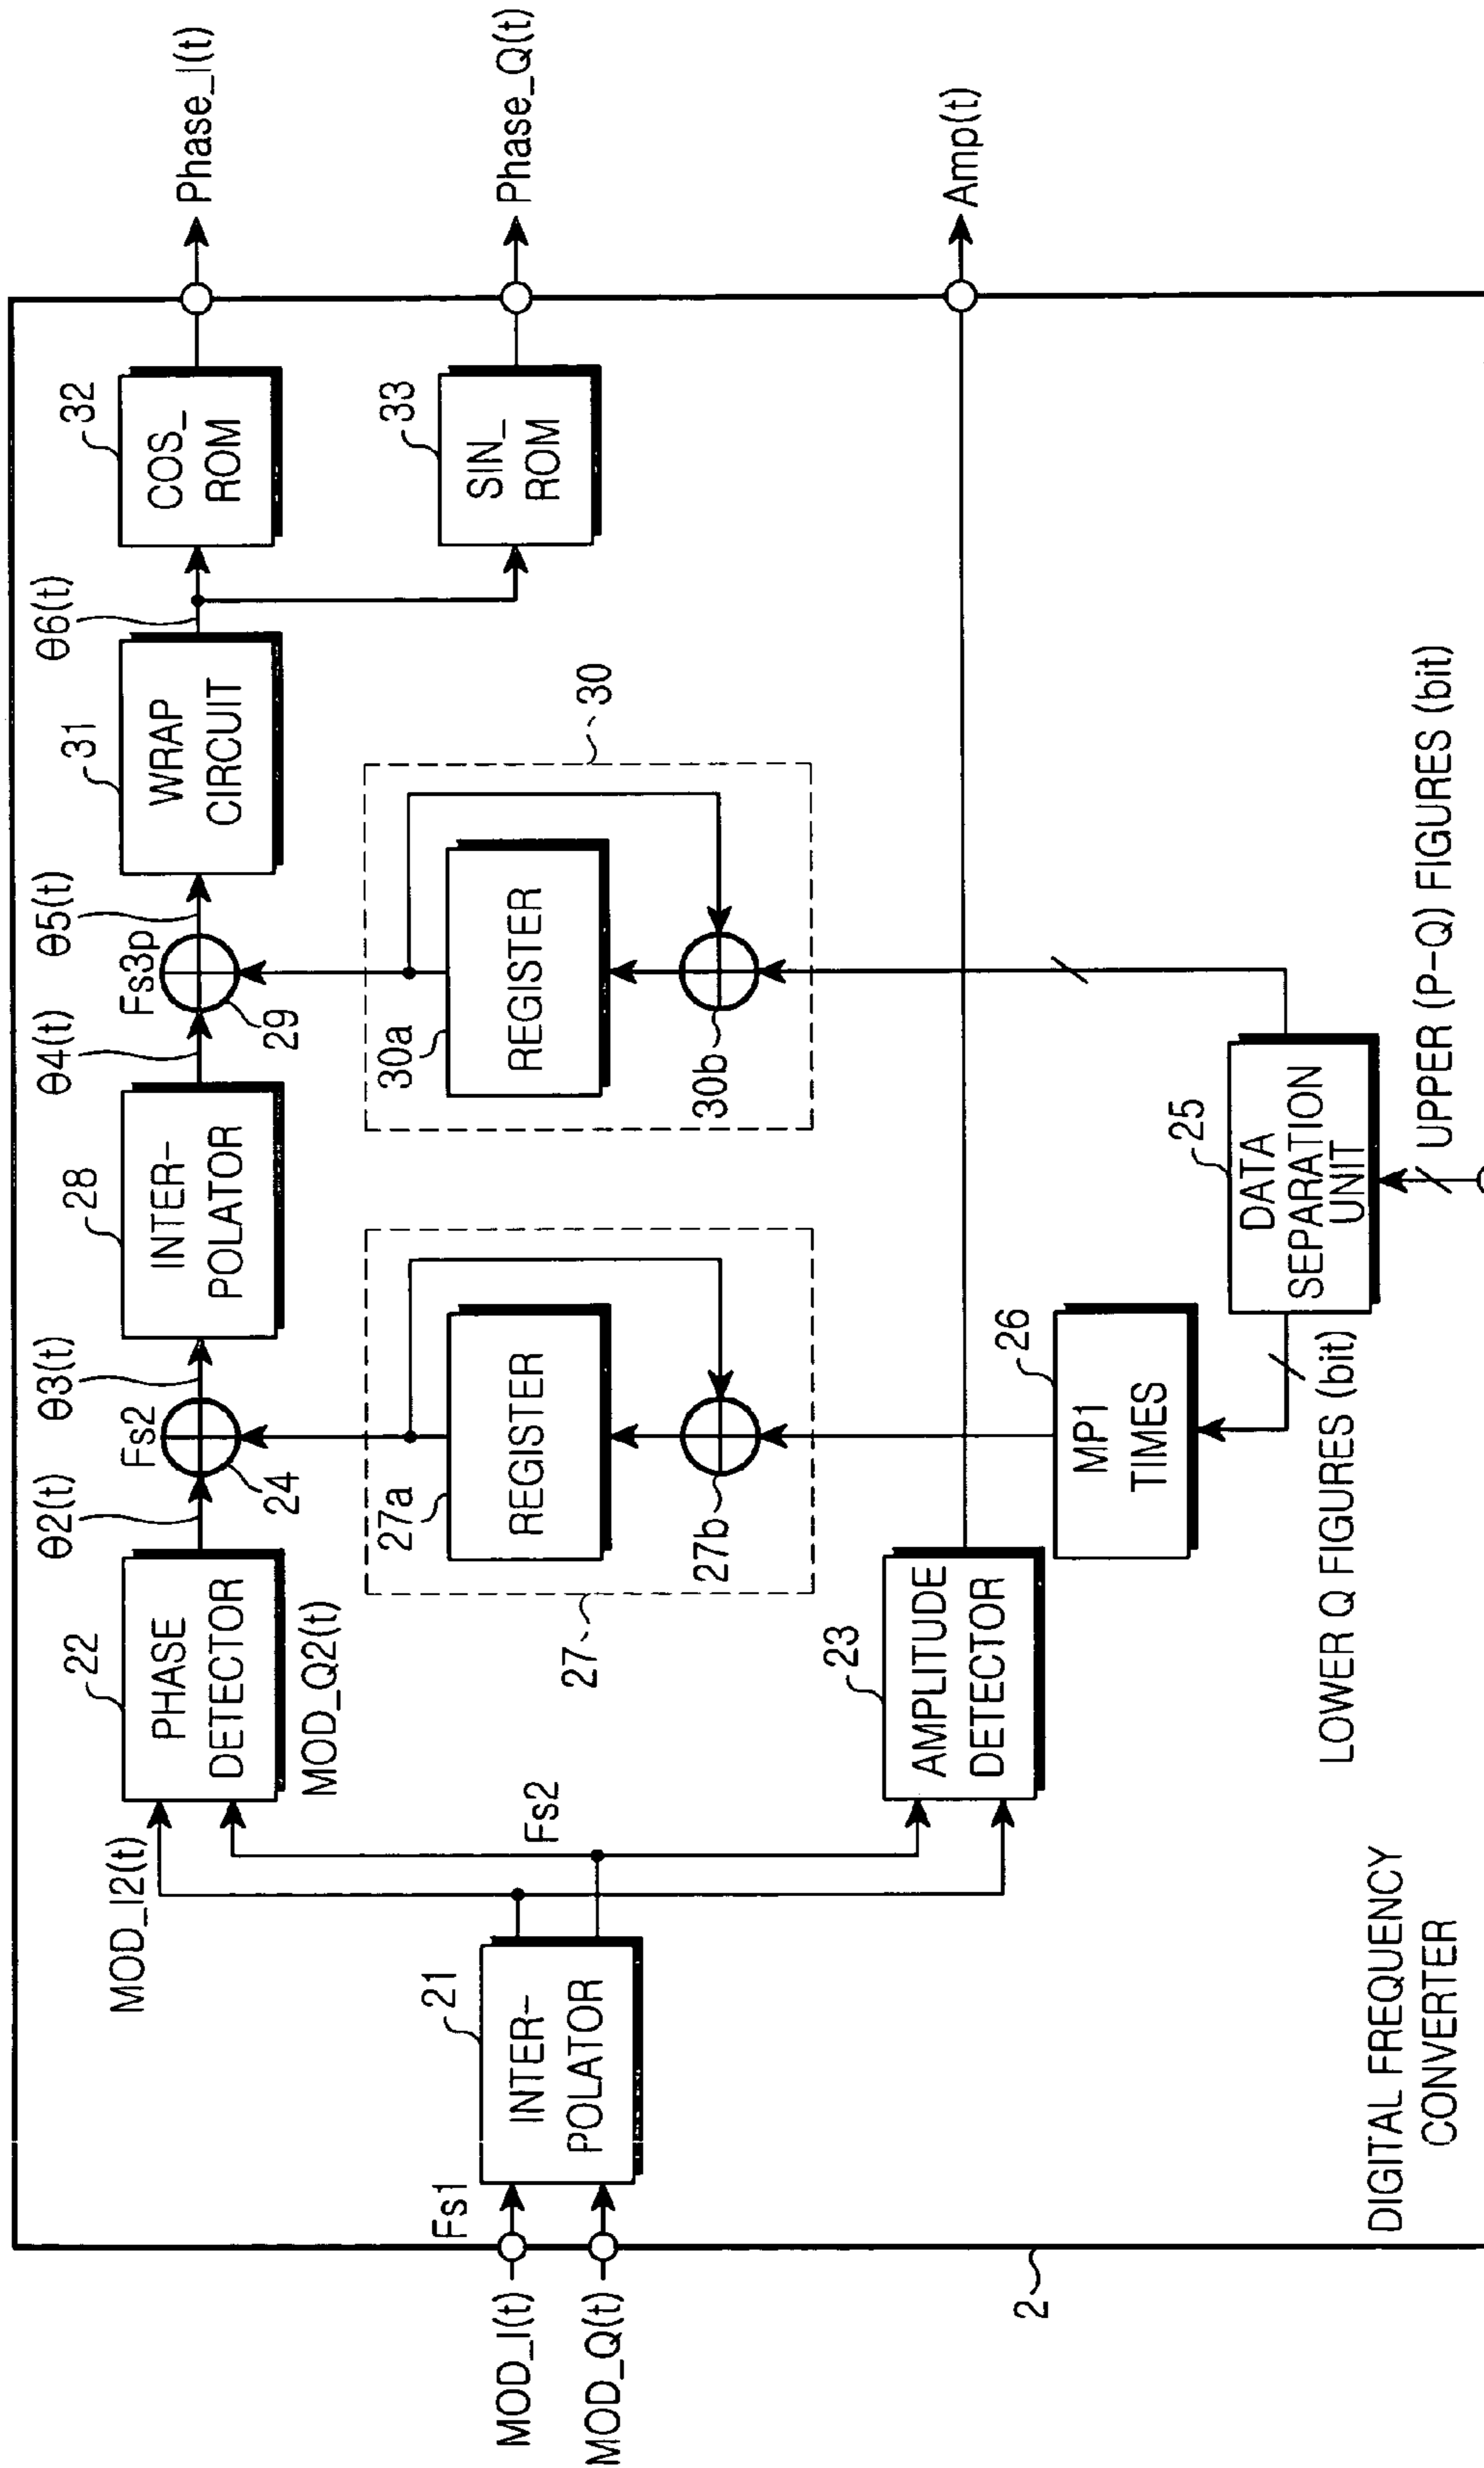 MOD_I(t)
MOD_Q(t)
Fs1
21
INTER-
POLATOR
MOD_I2(t)
MOD_Q2(t)
Fs2
22
PHASE
DETECTOR
23
AMPLITUDE
DETECTOR
θ2(t)
Fs2
24
θ3(t)
28
INTER-
POLATOR
θ4(t)
Fs3p
29
θ5(t)
31
WRAP
CIRCUIT
θ6(t)
32
COS_
ROM
33
SIN_
ROM
Phase_I(t)
Phase_Q(t)
Amp(t)
27
27a
REGISTER
27b
30
30a
REGISTER
30b
26
MP1
TIMES
25
DATA
SEPARATION
UNIT
LOWER Q FIGURES (bit)
UPPER (P-Q) FIGURES (bit)
2
DIGITAL FREQUENCY
CONVERTER